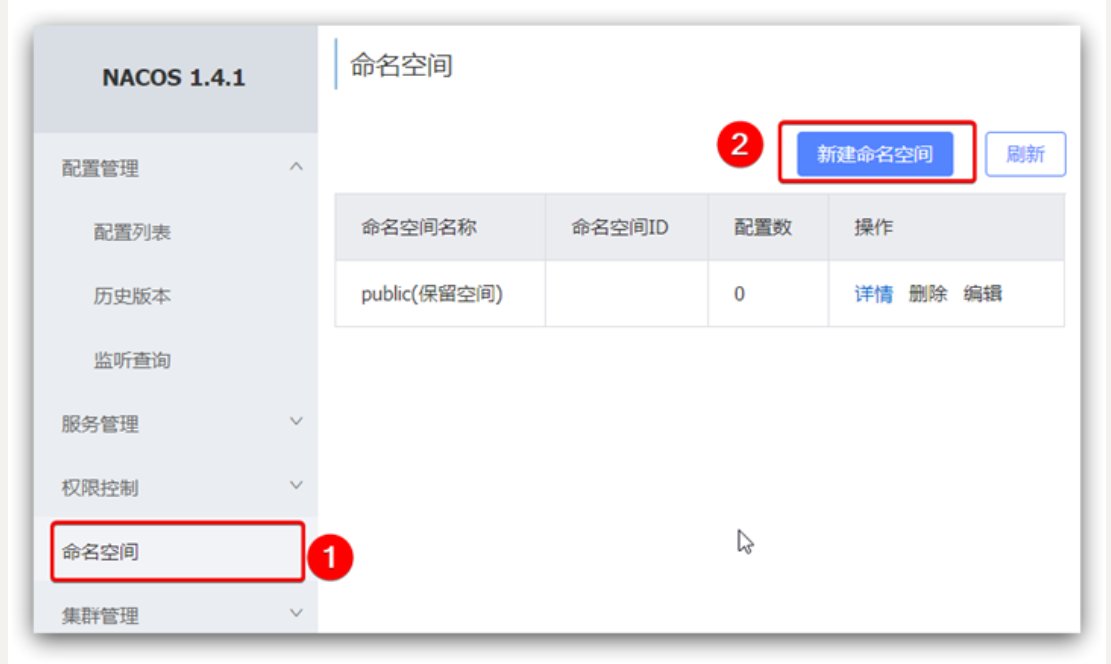 NACOS 1.4.1
配置管理
配置列表
历史版本
监听查询
服务管理
权限控制
命名空间
1
集群管理
命名空间
2
新建命名空间 刷新
命名空间名称 命名空间ID 配置数 操作
public(保留空间) 0 详情 删除 编辑